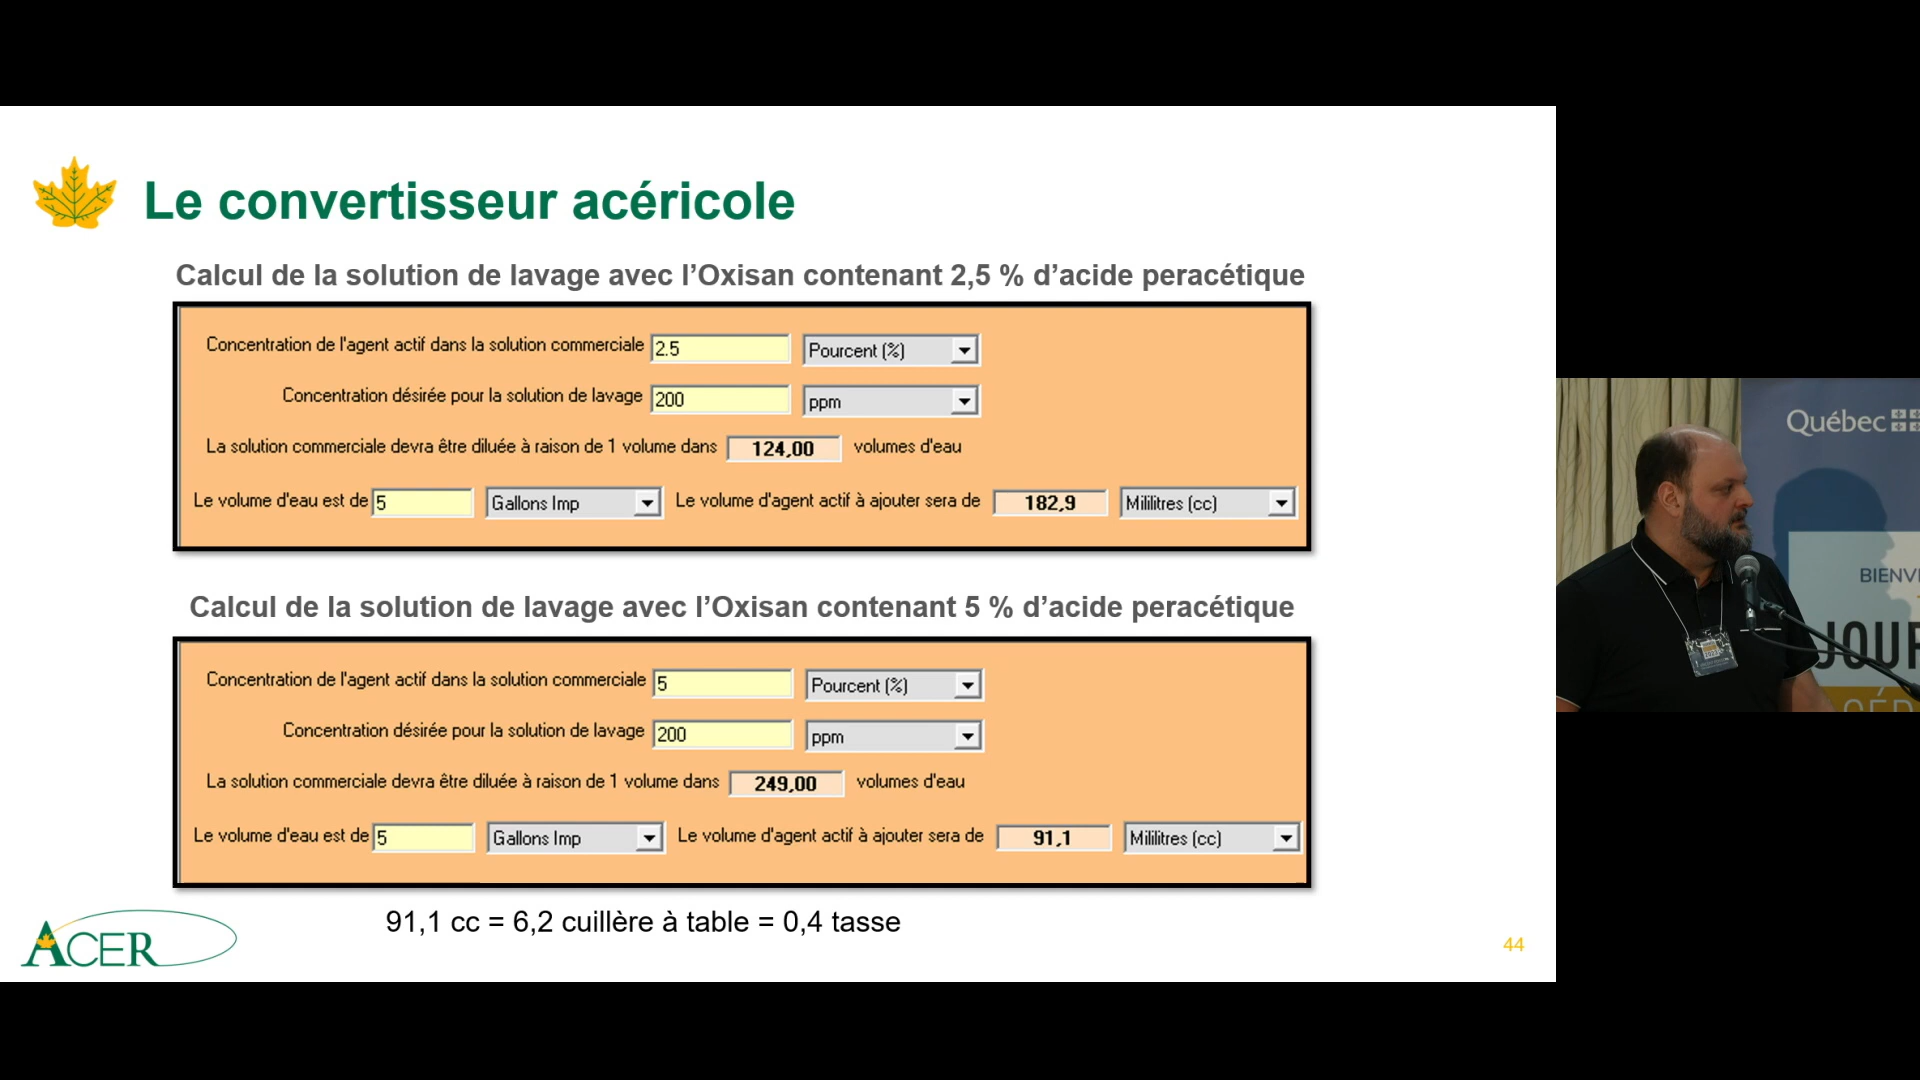 Le convertisseur acéricole
Calcul de la solution de lavage avec l’Oxisan contenant 2,5 % d’acide peracétique
Concentration de l'agent actif dans la solution commerciale 2.5 Pourcent (%)
Concentration désirée pour la solution de lavage 200 ppm
La solution commerciale devra être diluée à raison de 1 volume dans 124,00 volumes d'eau
Le volume d'eau est de 5 Gallons Imp Le volume d'agent actif à ajouter sera de 182,9 Millilitres (cc)
Calcul de la solution de lavage avec l’Oxisan contenant 5 % d’acide peracétique
Concentration de l'agent actif dans la solution commerciale 5 Pourcent (%)
Concentration désirée pour la solution de lavage 200 ppm
La solution commerciale devra être diluée à raison de 1 volume dans 249,00 volumes d'eau
Le volume d'eau est de 5 Gallons Imp Le volume d'agent actif à ajouter sera de 91,1 Millilitres (cc)
91,1 cc = 6,2 cuillère à table = 0,4 tasse
ACER
44
Québec
BIENV
JOUR